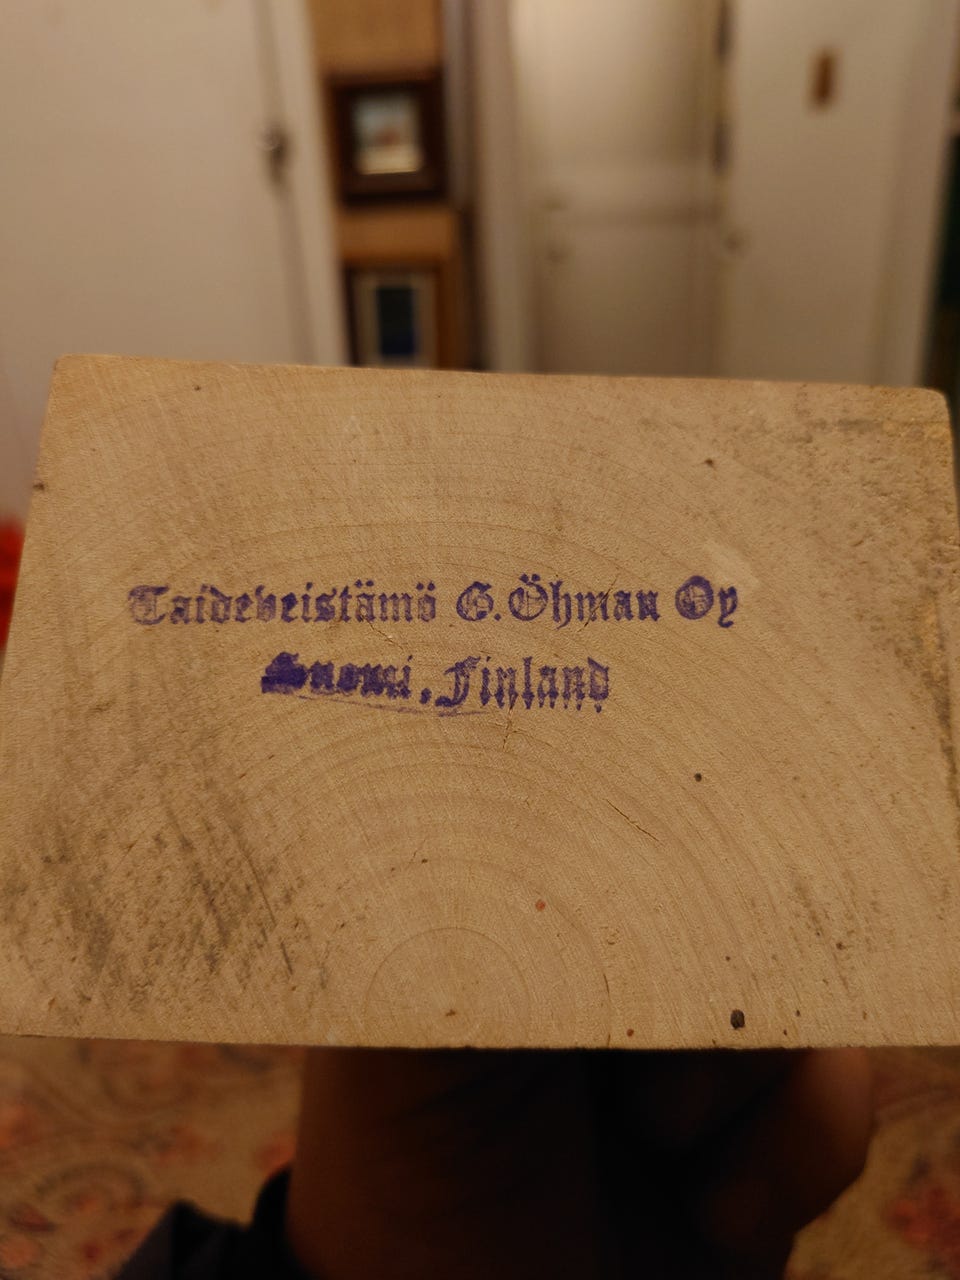 Taideveistämö G. Öhman Oy
Suomi, Finland